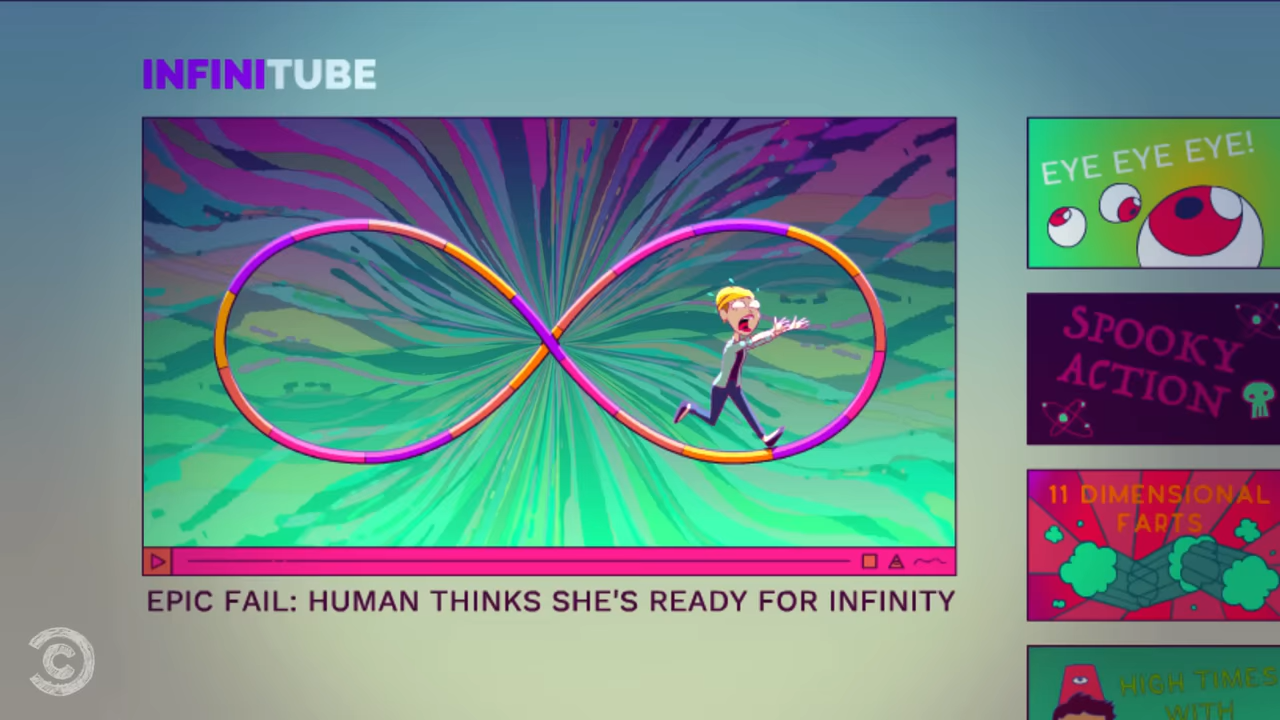 INFINITUBE
EPIC FAIL: HUMAN THINKS SHE'S READY FOR INFINITY
EYE EYE EYE!
SPOOKY
ACTION
11 DIMENSIONAL
FARTS
HIGH TIMES
WITH